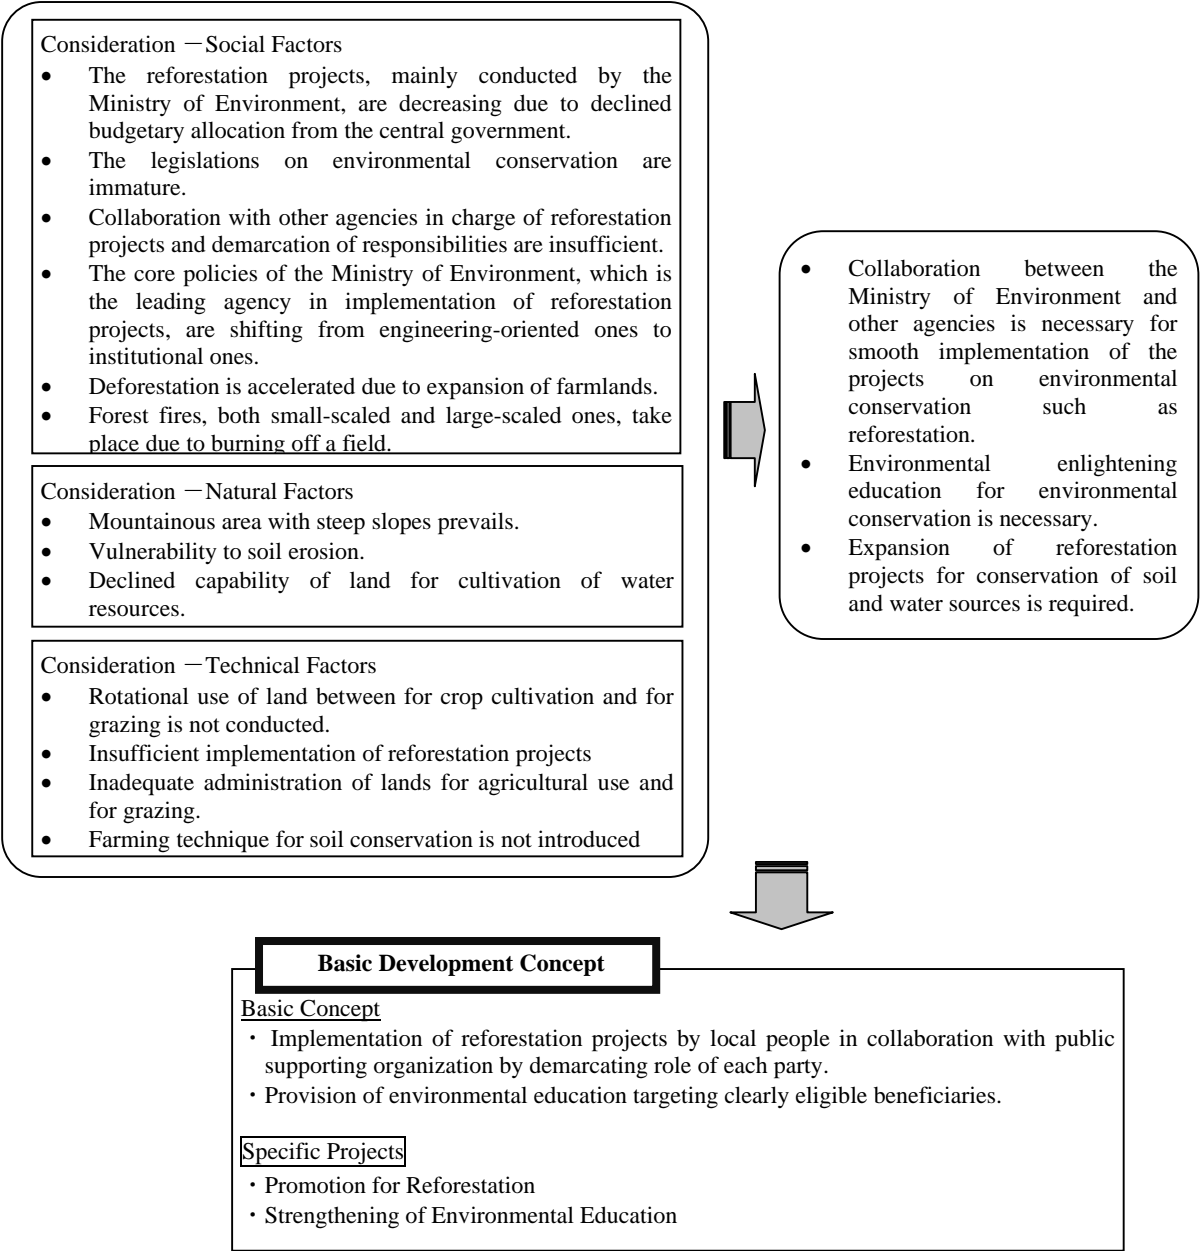 Consideration －Social Factors
• The reforestation projects, mainly conducted by the
Ministry of Environment, are decreasing due to declined
budgetary allocation from the central government.
• The legislations on environmental conservation are
immature.
• Collaboration with other agencies in charge of reforestation
projects and demarcation of responsibilities are insufficient.
• The core policies of the Ministry of Environment, which is
the leading agency in implementation of reforestation
projects, are shifting from engineering-oriented ones to
institutional ones.
• Deforestation is accelerated due to expansion of farmlands.
• Forest fires, both small-scaled and large-scaled ones, take
place due to burning off a field.
Consideration －Natural Factors
• Mountainous area with steep slopes prevails.
• Vulnerability to soil erosion.
• Declined capability of land for cultivation of water
resources.
Consideration －Technical Factors
• Rotational use of land between for crop cultivation and for
grazing is not conducted.
• Insufficient implementation of reforestation projects
• Inadequate administration of lands for agricultural use and
for grazing.
• Farming technique for soil conservation is not introduced
• Collaboration between the
Ministry of Environment and
other agencies is necessary for
smooth implementation of the
projects on environmental
conservation such as
reforestation.
• Environmental enlightening
education for environmental
conservation is necessary.
• Expansion of reforestation
projects for conservation of soil
and water sources is required.
Basic Development Concept
Basic Concept
・Implementation of reforestation projects by local people in collaboration with public
supporting organization by demarcating role of each party.
・Provision of environmental education targeting clearly eligible beneficiaries.
Specific Projects
・Promotion for Reforestation
・Strengthening of Environmental Education